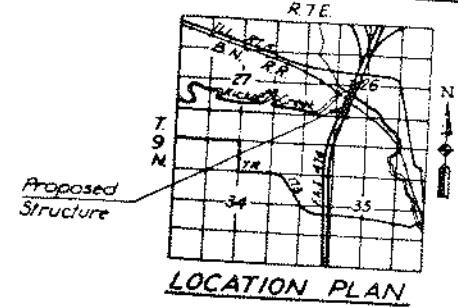 R.7E.
B.N. R.R.
27
26
N
T.
9
N.
T.R.
Proposed
Structure
34
35
LOCATION PLAN